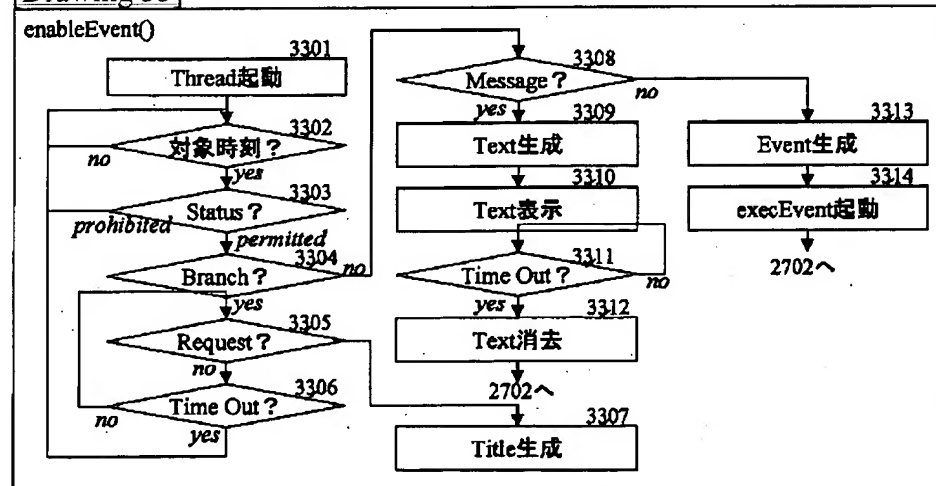 Drawing 33
enableEvent()
3301
Thread起動
3302
対象時刻？
no
yes
3303
Status？
prohibited
permitted
3304
Branch？
no
yes
3305
Request？
no
3306
Time Out？
no
yes
3308
Message？
no
yes
3309
Text生成
3310
Text表示
3311
Time Out？
no
yes
3312
Text消去
2702へ
3307
Title生成
3313
Event生成
3314
execEvent起動
2702へ